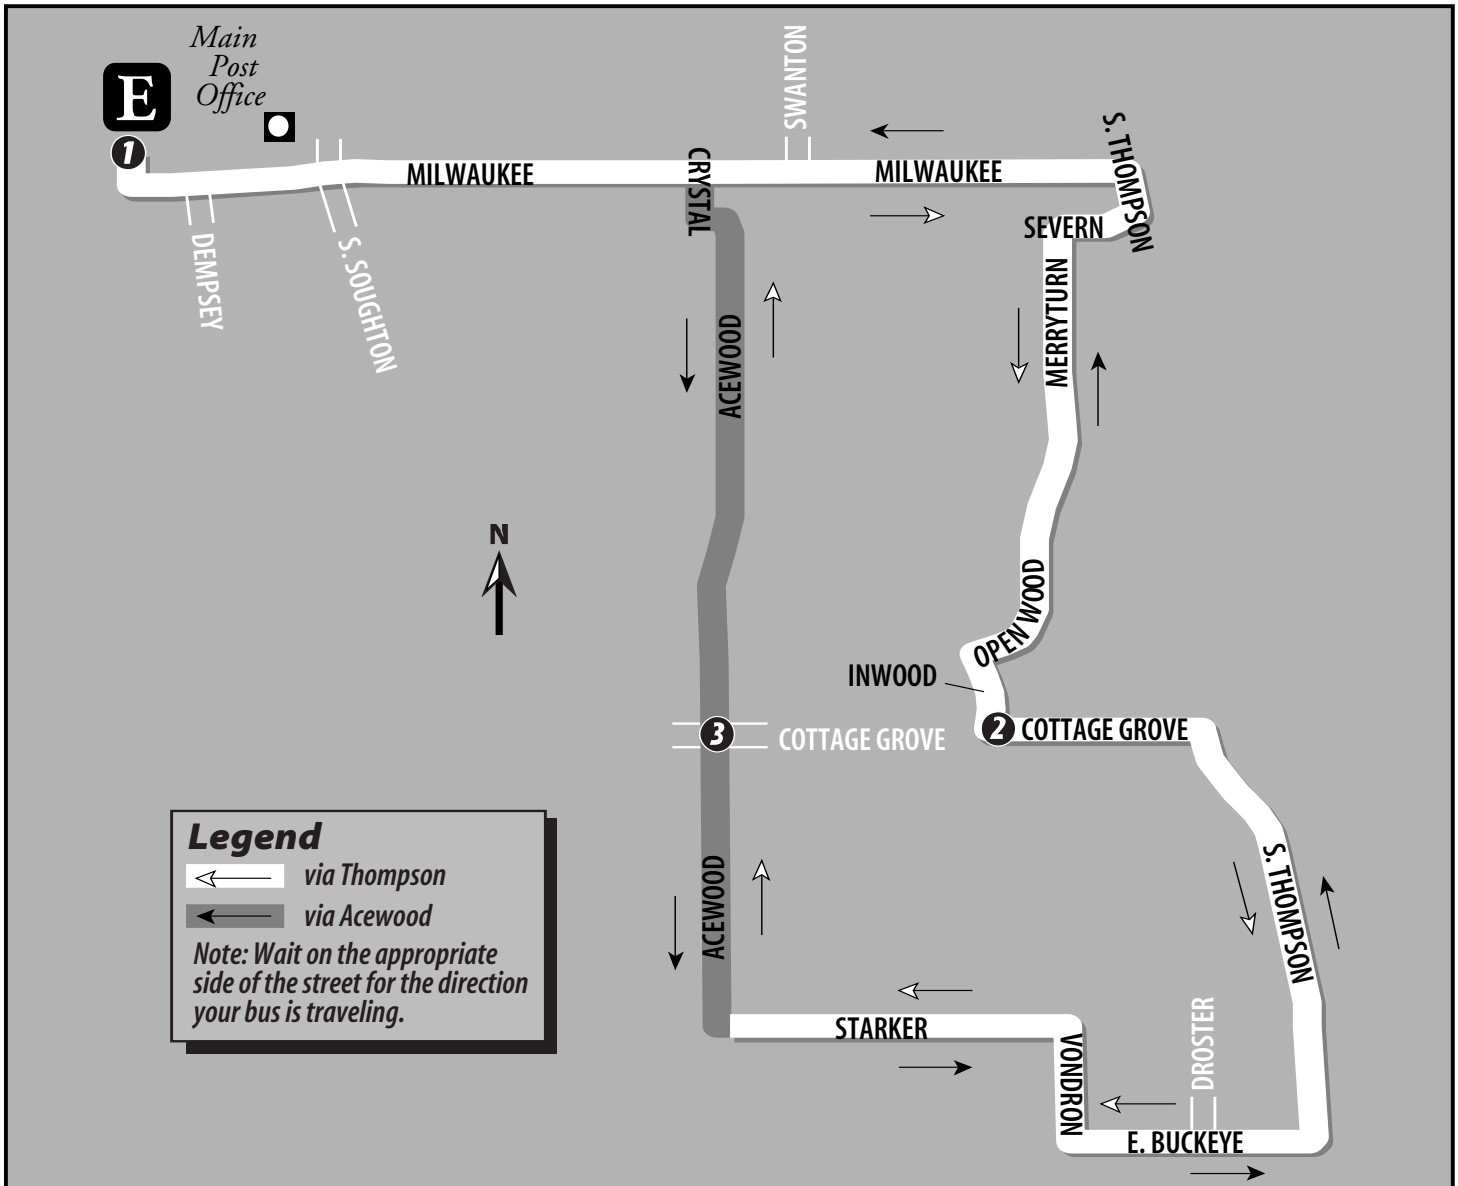 Main
Post
Office
E
1
SWANTON
S. THOMPSON
CRYSTAL
MILWAUKEE
MILWAUKEE
SEVERN
DEMPSEY
S. SOUGHTON
MERRYTURN
ACEWOOD
N
OPEN WOOD
INWOOD
3
COTTAGE GROVE
2
COTTAGE GROVE
Legend
via Thompson
via Acewood
Note: Wait on the appropriate
side of the street for the direction
your bus is traveling.
ACEWOOD
S. THOMPSON
STARKER
VONDRON
DROSTER
E. BUCKEYE